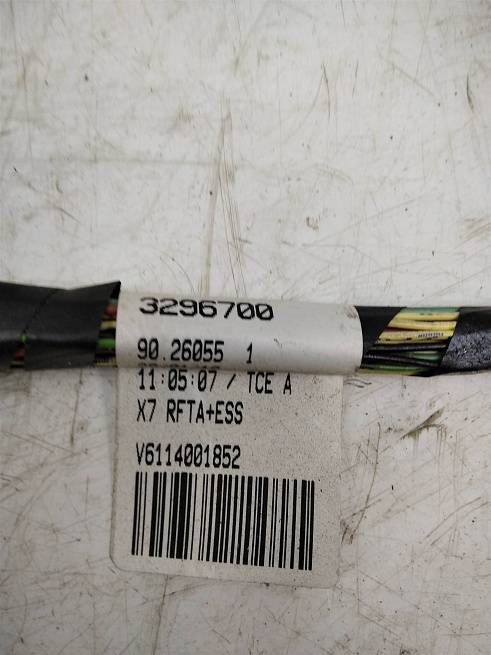 3296700
90.26055 1
11:05:07 / TCE A
X7 RFTA+ESS
V6114001852